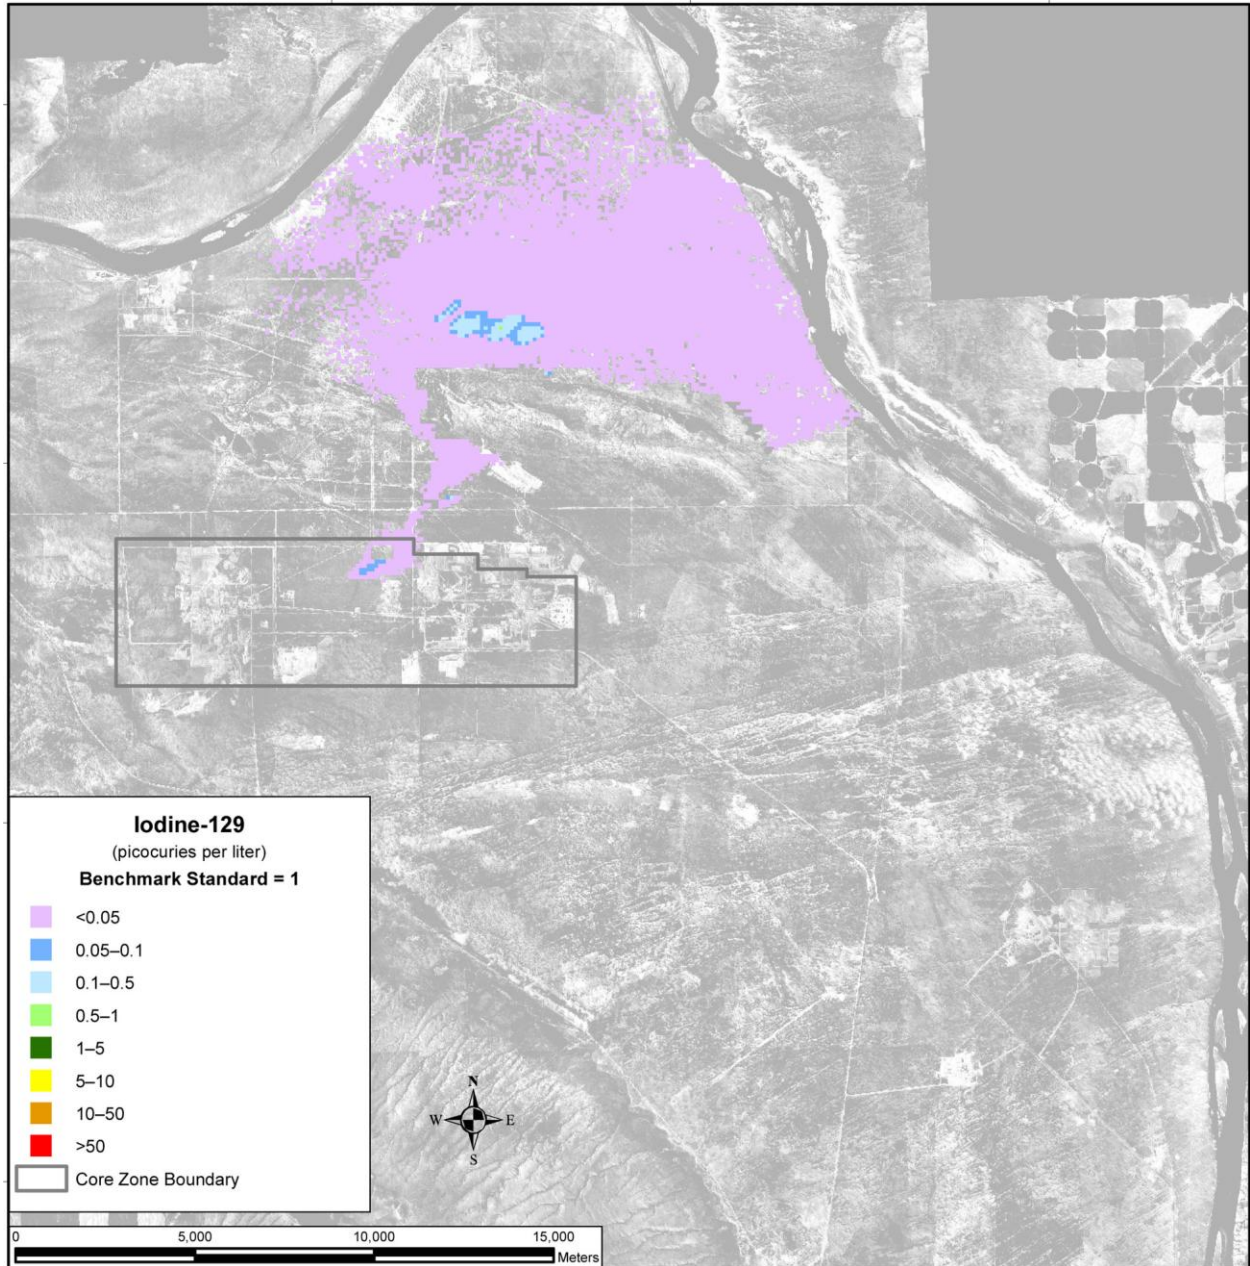 Iodine-129
(picocuries per liter)
Benchmark Standard = 1
<0.05
0.05–0.1
0.1–0.5
0.5–1
1–5
5–10
10–50
>50
Core Zone Boundary
N
W E
S
0 5,000 10,000 15,000
Meters